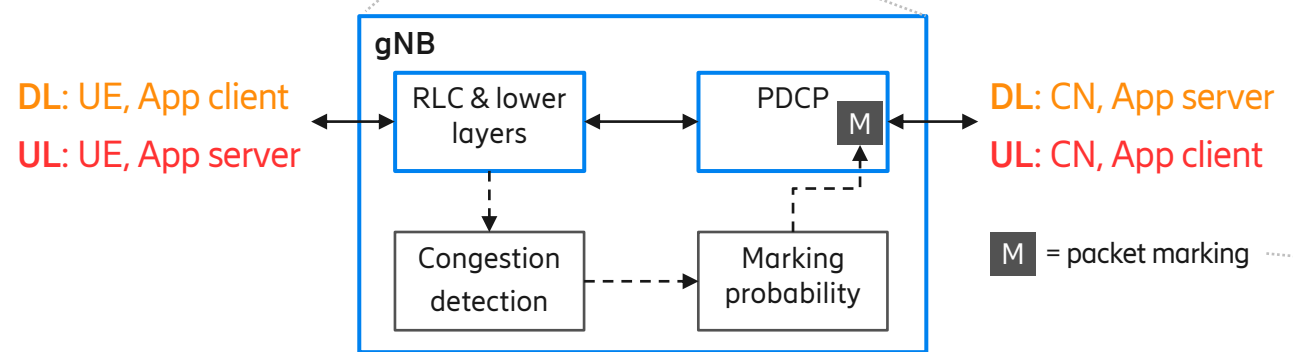 gNB
DL: UE, App client
UL: UE, App server
RLC & lower
layers
PDCP
M
DL: CN, App server
UL: CN, App client
Congestion
detection
Marking
probability
M = packet marking